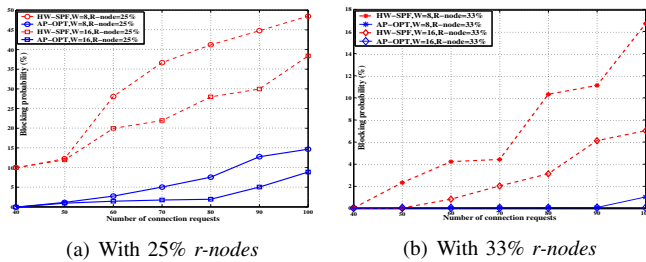 50
45
40
35
30
25
20
15
10
5
0
Blocking probability (%)
HW-SPF,W=8,R-node=25%
AP-OPT,W=8,R-node=25%
HW-SPF,W=16,R-node=25%
AP-OPT,W=16,R-node=25%
40 50 60 70 80 90 100
Number of connection requests
(a) With 25% r-nodes
18
16
14
12
10
8
6
4
2
0
Blocking probability (%)
HW-SPF,W=8,R-node=33%
AP-OPT,W=8,R-node=33%
HW-SPF,W=16,R-node=33%
AP-OPT,W=16,R-node=33%
40 50 60 70 80 90 100
Number of connection requests
(b) With 33% r-nodes